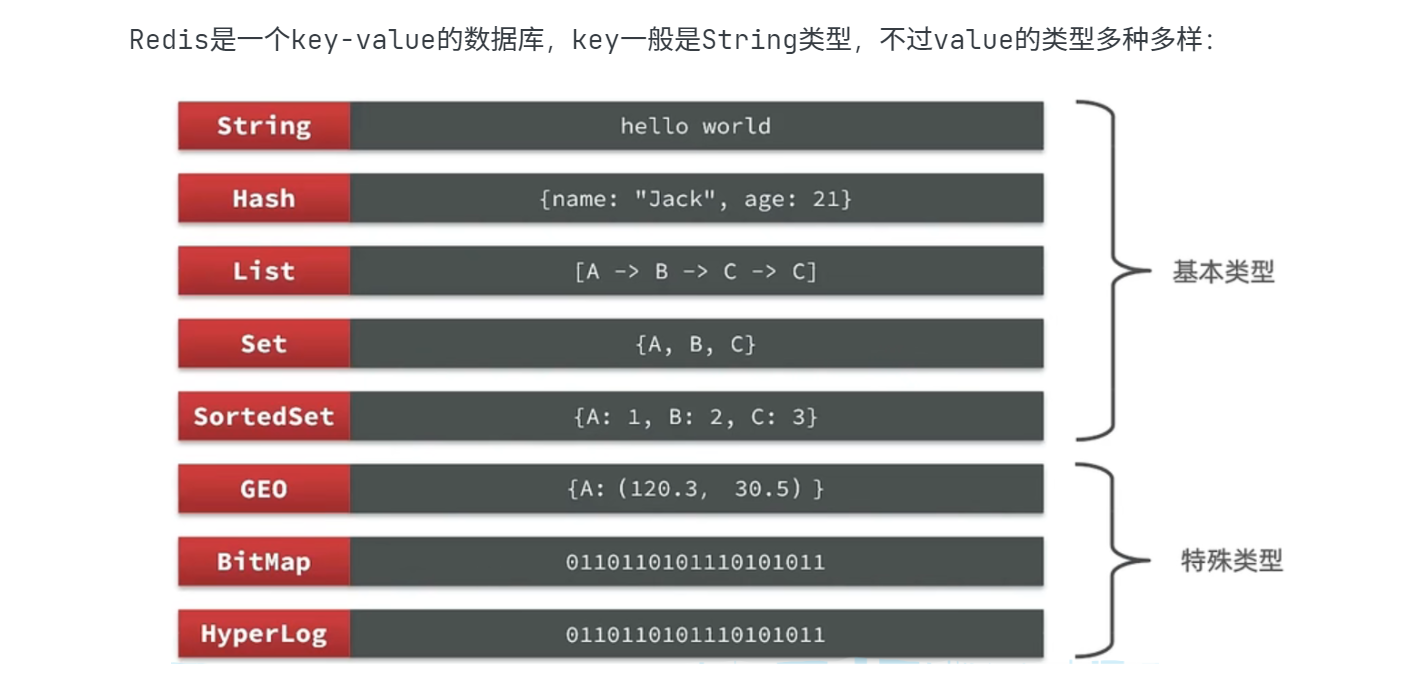 Redis是一个key-value的数据库，key一般是String类型，不过value的类型多种多样：
String hello world
Hash {name: "Jack", age: 21}
List [A -> B -> C -> C]
基本类型
Set {A, B, C}
SortedSet {A: 1, B: 2, C: 3}
GEO {A: (120.3, 30.5) }
BitMap 0110110101110101011
特殊类型
HyperLog 0110110101110101011